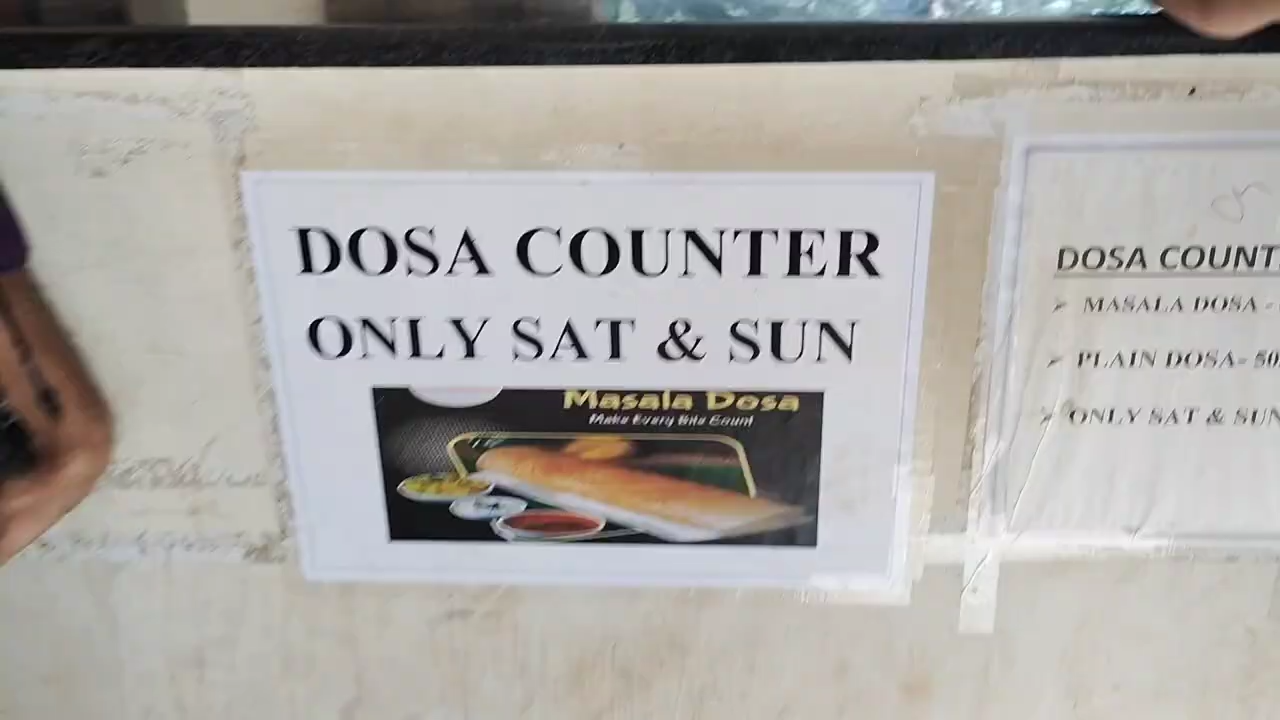 DOSA COUNTER
ONLY SAT & SUN
Masala Dosa
Make Every Bite Count
DOSA COUNT
➢ MASALA DOSA -
➢ PLAIN DOSA- 50
➢ ONLY SAT & SUN